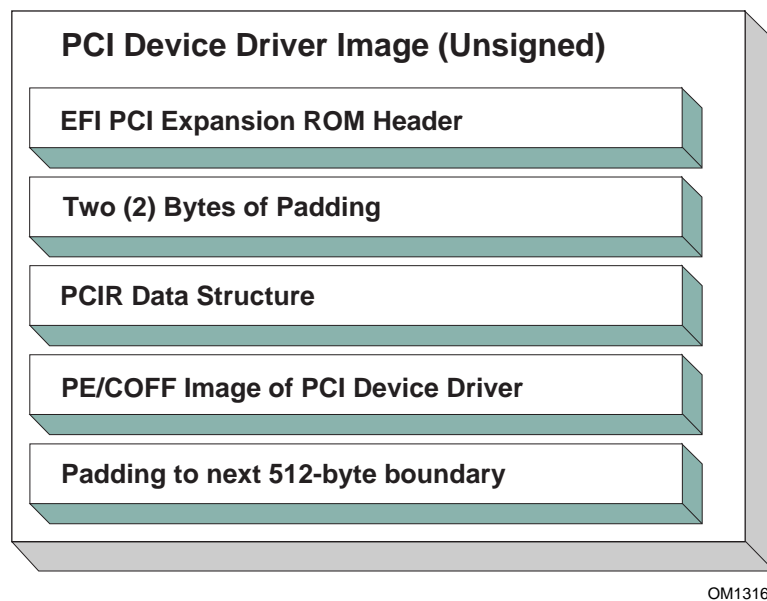 PCI Device Driver Image (Unsigned)
EFI PCI Expansion ROM Header
Two (2) Bytes of Padding
PCIR Data Structure
PE/COFF Image of PCI Device Driver
Padding to next 512-byte boundary
OM1316